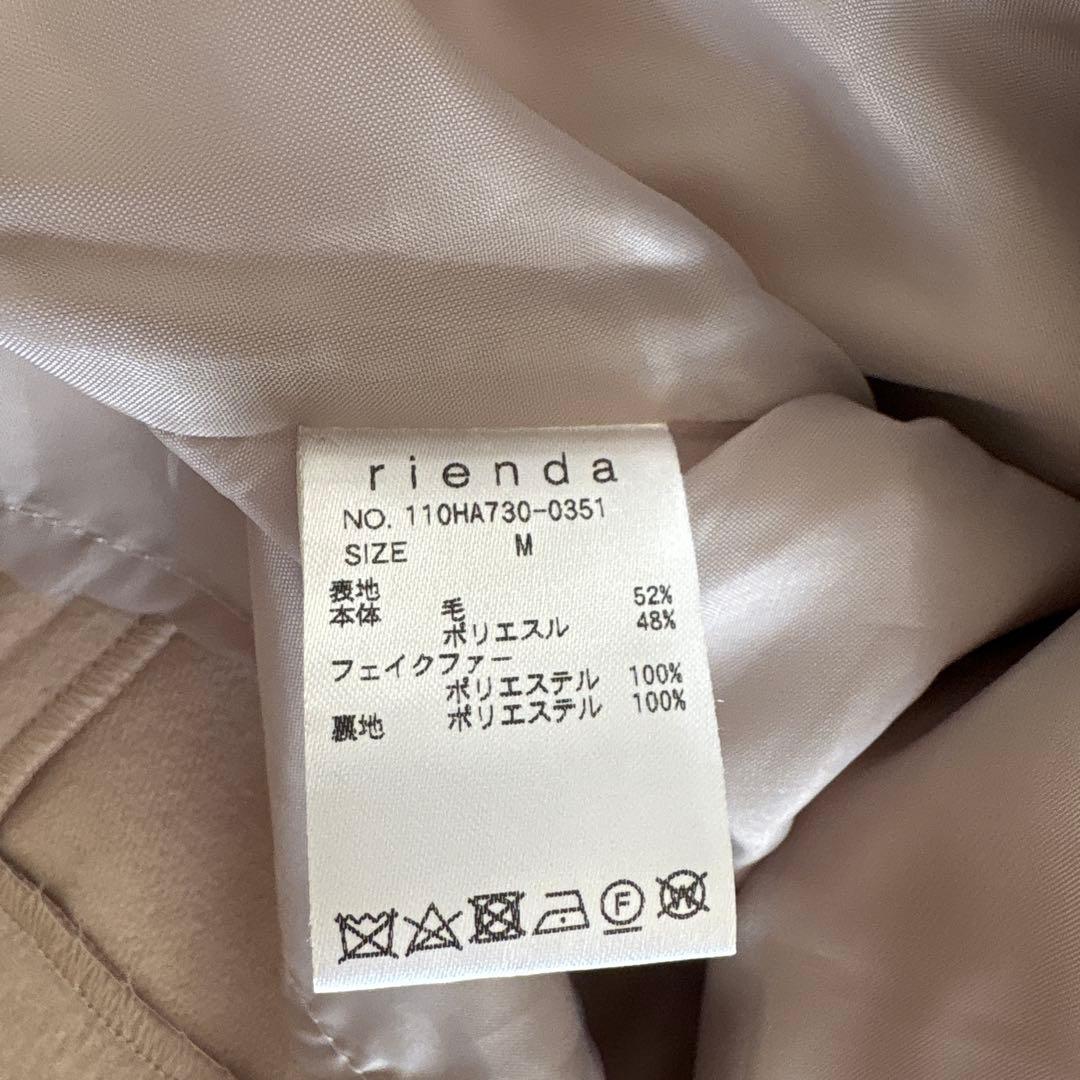 rienda
NO. 110HA730-0351
SIZE M
表地
本体 毛 52%
ポリエスル 48%
フェイクファー
ポリエステル 100%
裏地 ポリエステル 100%
F W